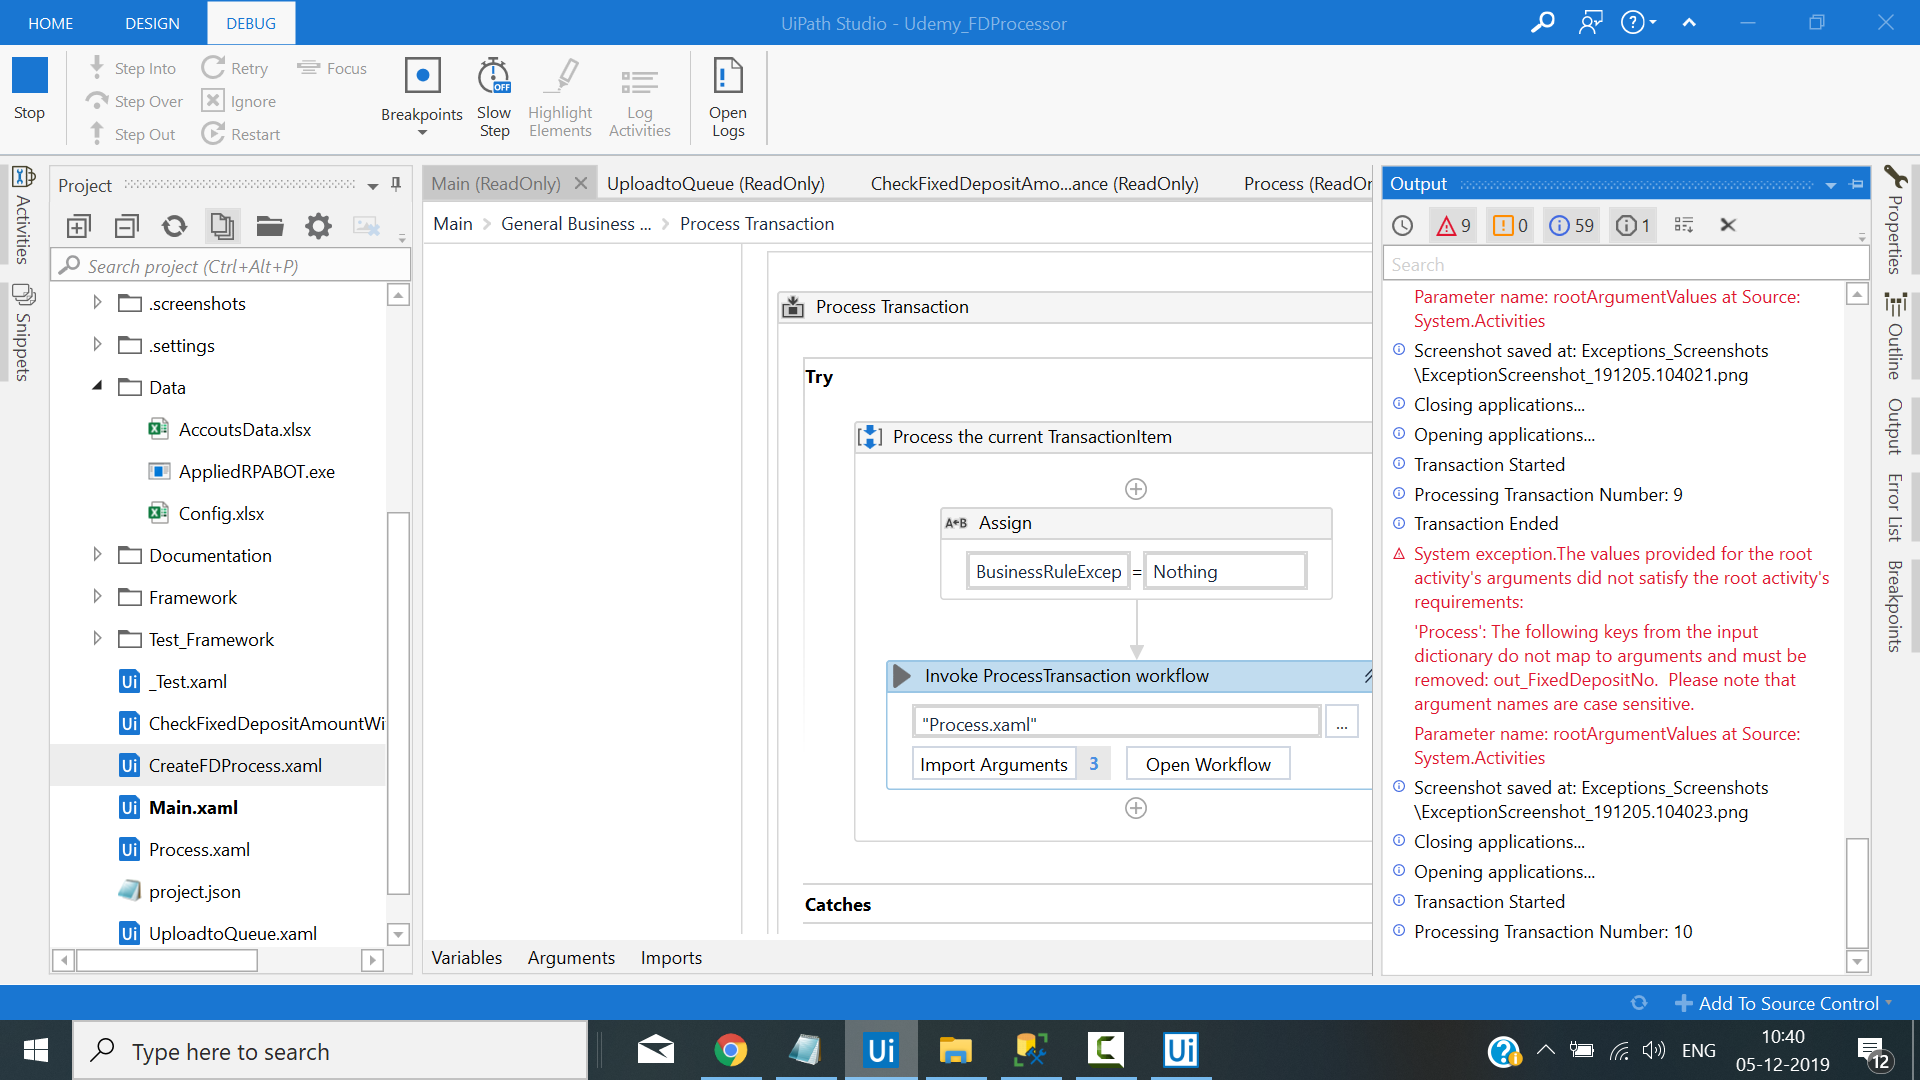 HOME
DESIGN
DEBUG
UiPath Studio - Udemy_FDProcessor
Stop
Step Into
Step Over
Step Out
Retry
Ignore
Restart
Focus
Breakpoints
OFF
Slow
Step
Highlight
Elements
Log
Activities
Open
Logs
Activities
Snippets
Project
Search project (Ctrl+Alt+P)
.screenshots
.settings
Data
AccoutsData.xlsx
AppliedRPABOT.exe
Config.xlsx
Documentation
Framework
Test_Framework
Ui _Test.xaml
Ui CheckFixedDepositAmountWi
Ui CreateFDProcess.xaml
Ui Main.xaml
Ui Process.xaml
project.json
Ui UploadtoQueue.xaml
Main (ReadOnly)
UploadtoQueue (ReadOnly)
CheckFixedDepositAmo...ance (ReadOnly)
Process (ReadOn
Main > General Business ... > Process Transaction
Process Transaction
Try
Process the current TransactionItem
A←B Assign
BusinessRuleExcep = Nothing
Invoke ProcessTransaction workflow
"Process.xaml"
...
Import Arguments 3
Open Workflow
Catches
Variables
Arguments
Imports
Output
9
0
59
1
Search
Parameter name: rootArgumentValues at Source:
System.Activities
Screenshot saved at: Exceptions_Screenshots
\ExceptionScreenshot_191205.104021.png
Closing applications...
Opening applications...
Transaction Started
Processing Transaction Number: 9
Transaction Ended
System exception.The values provided for the root
activity's arguments did not satisfy the root activity's
requirements:
'Process': The following keys from the input
dictionary do not map to arguments and must be
removed: out_FixedDepositNo.  Please note that
argument names are case sensitive.
Parameter name: rootArgumentValues at Source:
System.Activities
Screenshot saved at: Exceptions_Screenshots
\ExceptionScreenshot_191205.104023.png
Closing applications...
Opening applications...
Transaction Started
Processing Transaction Number: 10
Properties
Outline
Output
Error List
Breakpoints
Add To Source Control
Type here to search
Ui
Ui
ENG
10:40
05-12-2019
12